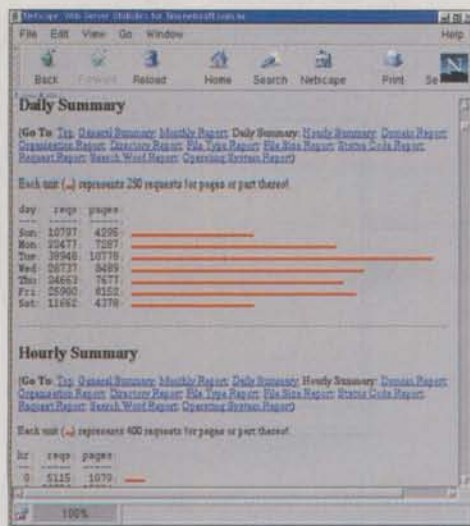 Netscape: Web Server Statistics for
File Edit View Go Window Help
Back Forward Reload Home Search Netscape Print Se N
Daily Summary
(Go To: Top: General Summary: Monthly Report: Daily Summary: Hourly Summary: Domain Report:
Organisation Report: Directory Report: File Type Report: File Size Report: Status Code Report:
Request Report: Search Word Report: Operating System Report)
Each unit ( ) represents 250 requests for pages or part thereof.
day: reqs: pages:
Sun: 10797: 4295:
Mon: 7287:
Tue: 10778:
Wed: 26737: 8489:
Thu: 24663: 7677:
Fri: 25900: 8152:
Sat: 11662: 4378:
Hourly Summary
(Go To: Top: General Summary: Monthly Report: Daily Summary: Hourly Summary: Domain Report:
Organisation Report: Directory Report: File Type Report: File Size Report: Status Code Report:
Request Report: Search Word Report: Operating System Report)
Each unit ( ) represents 400 requests for pages or part thereof.
hr: reqs: pages:
0: 5115: 1079:
100%